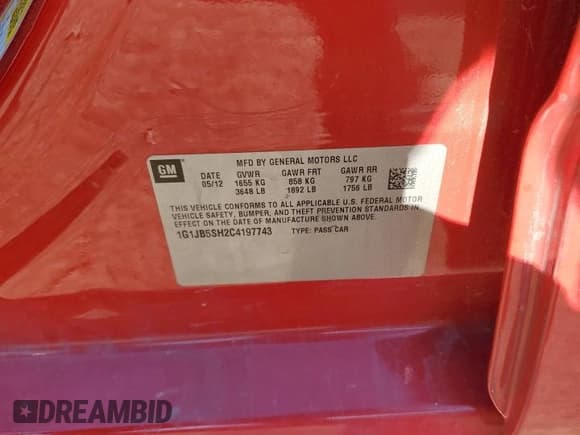 GM
MFD BY GENERAL MOTORS LLC
DATE GVWR GAWR FRT GAWR RR
05/12 1655 KG 858 KG 797 KG
3648 LB 1892 LB 1756 LB
THIS VEHICLE CONFORMS TO ALL APPLICABLE U.S. FEDERAL MOTOR
VEHICLE SAFETY, BUMPER, AND THEFT PREVENTION STANDARDS IN
EFFECT ON THE DATE OF MANUFACTURE SHOWN ABOVE.
1G1JB5SH2C4197743 TYPE: PASS CAR
DREAMBID